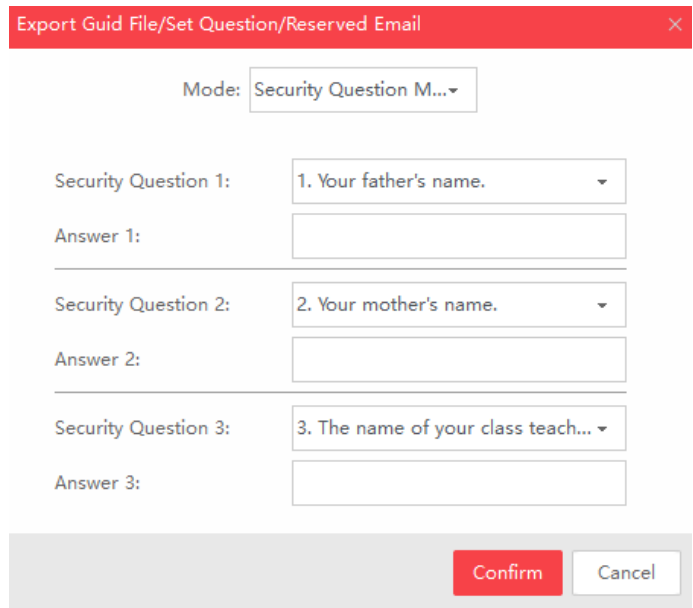 Export Guid File/Set Question/Reserved Email
Mode: Security Question M...
Security Question 1: 1. Your father's name.
Answer 1:
Security Question 2: 2. Your mother's name.
Answer 2:
Security Question 3: 3. The name of your class teach...
Answer 3:
Confirm Cancel